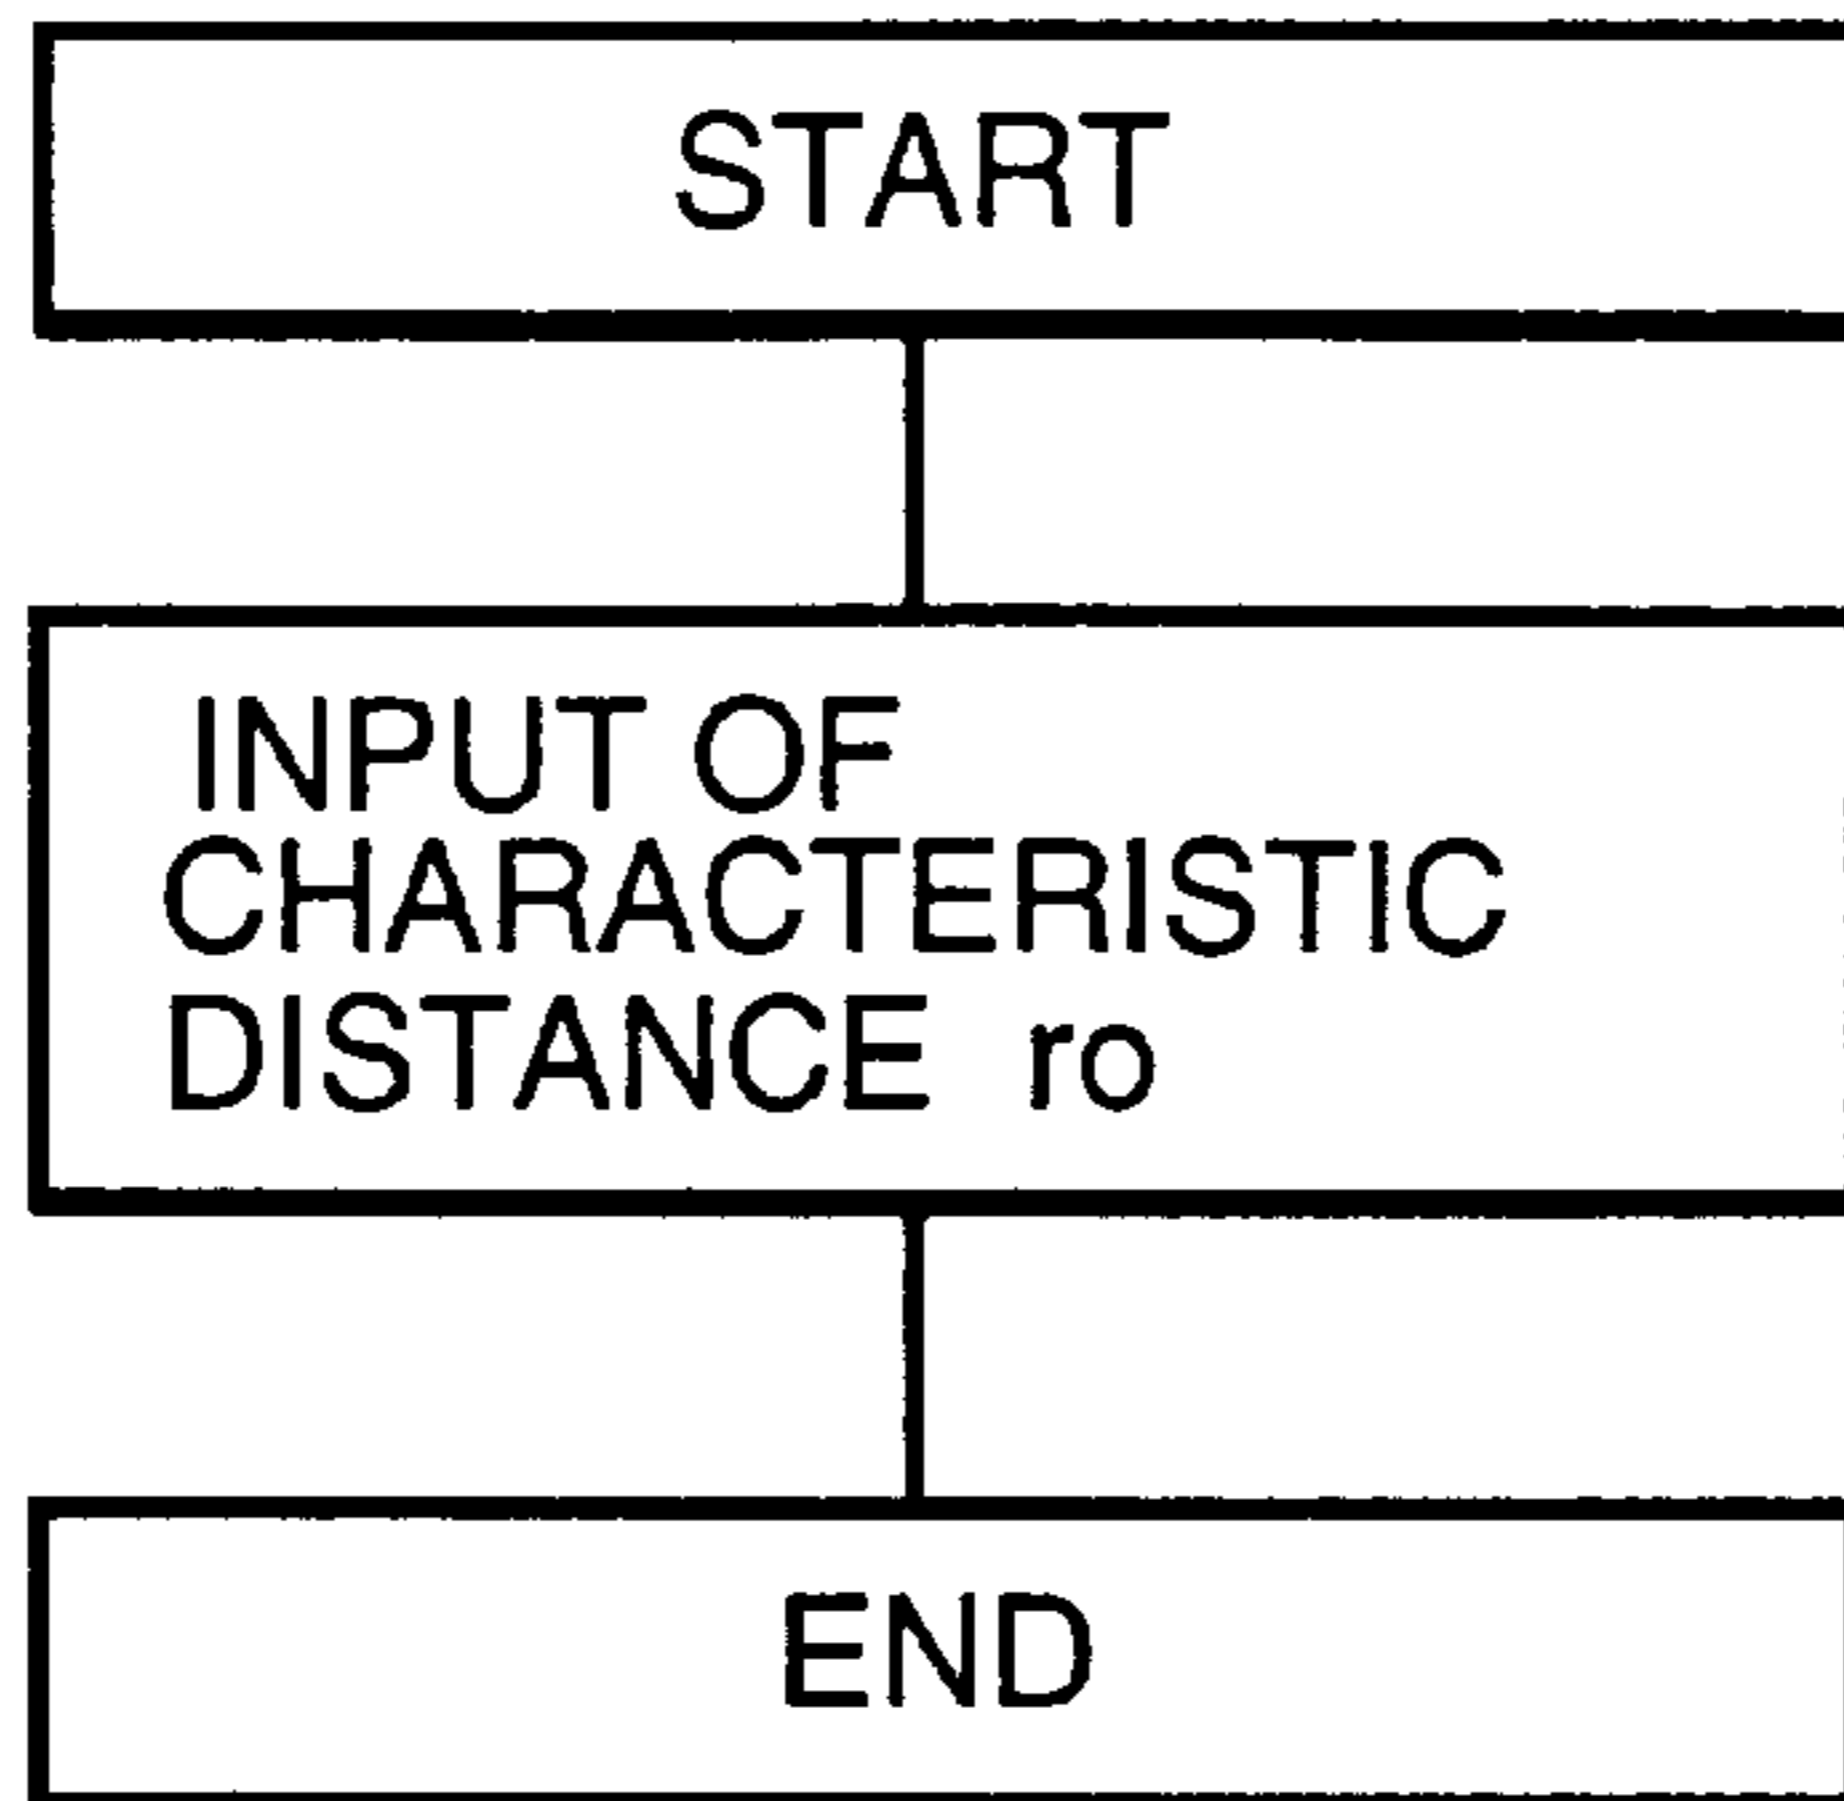 START
INPUT OF
CHARACTERISTIC
DISTANCE ro
END